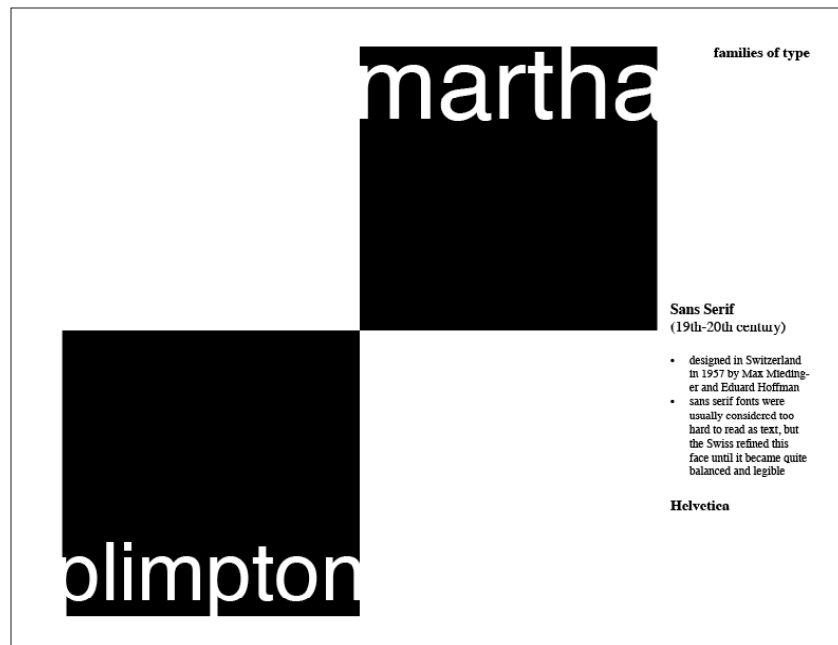 martha
families of type
Sans Serif
(19th-20th century)
• designed in Switzerland
in 1957 by Max Mieding-
er and Eduard Hoffman
• sans serif fonts were
usually considered too
hard to read as text, but
the Swiss refined this
face until it became quite
balanced and legible
Helvetica
plimpton